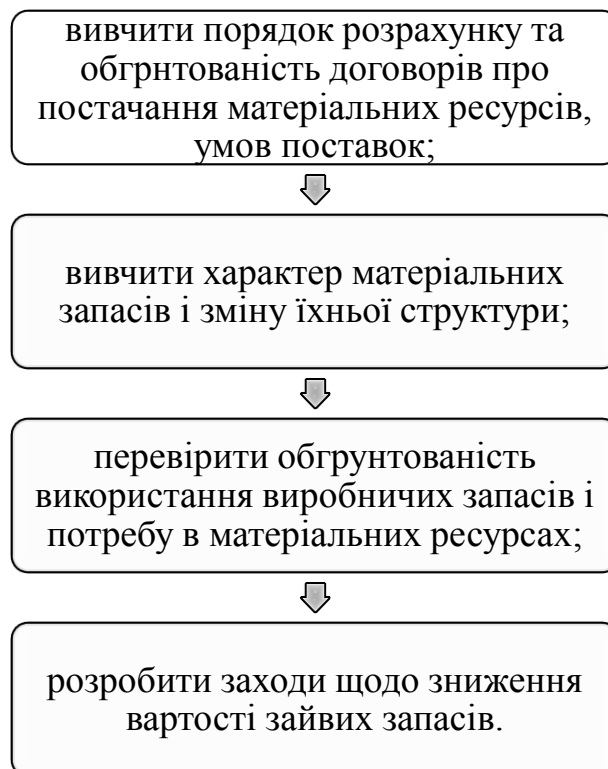 вивчити порядок розрахунку та
обгрнтованість договорів про
постачання матеріальних ресурсів,
умов поставок;
вивчити характер матеріальних
запасів і зміну їхньої структури;
перевірити обгрунтованість
використання виробничих запасів і
потребу в матеріальних ресурсах;
розробити заходи щодо зниження
вартості зайвих запасів.